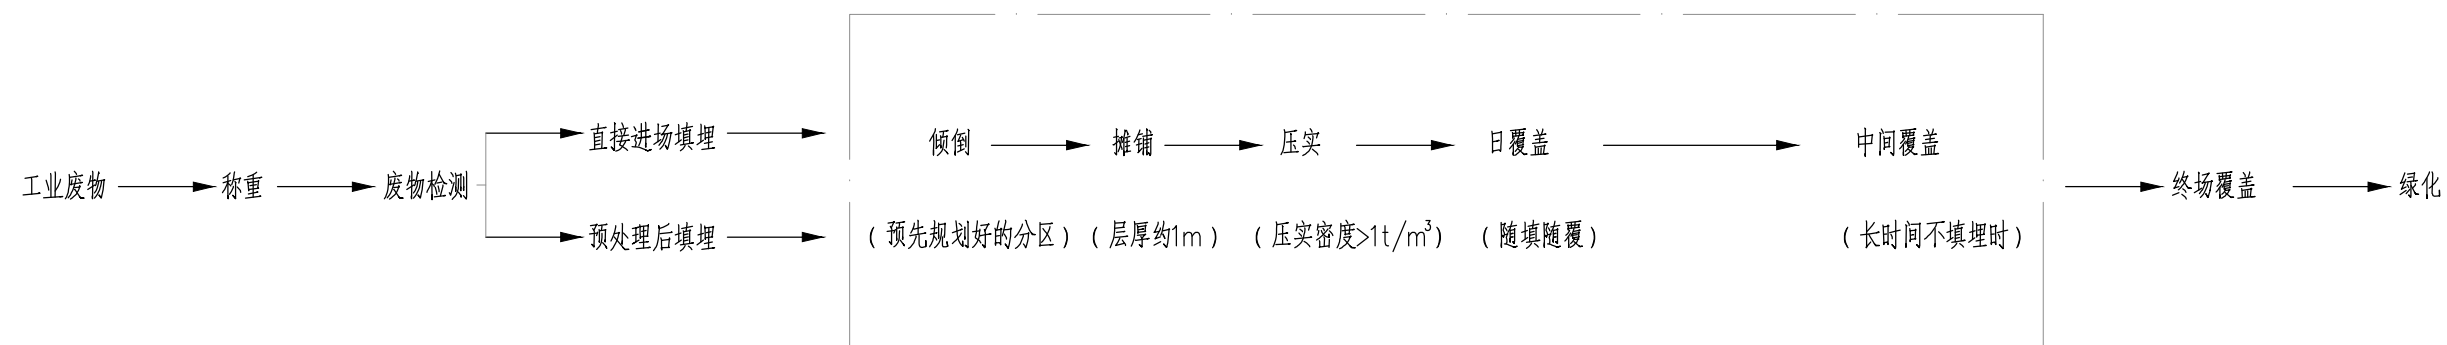 工业废物
称重
废物检测
直接进场填埋
预处理后填埋
倾倒
摊铺
压实
日覆盖
中间覆盖
(预先规划好的分区)
(层厚约1m)
(压实密度>1t/m³)
(随填随覆)
(长时间不填埋时)
终场覆盖
绿化